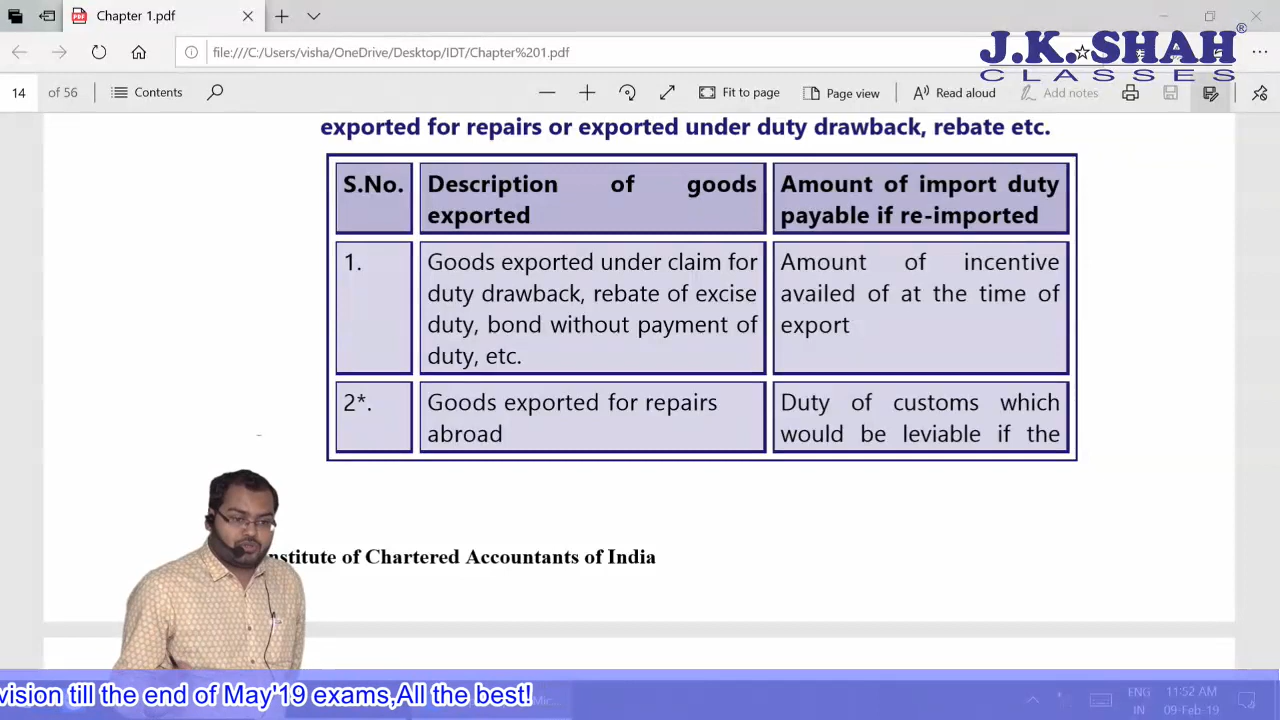 Chapter 1.pdf
J.K.SHAH®
CLASSES
file:///C:/Users/visha/OneDrive/Desktop/IDT/Chapter%201.pdf
14 of 56 Contents Fit to page Page view Read aloud Add notes
exported for repairs or exported under duty drawback, rebate etc.
S.No.
Description of goods
exported
Amount of import duty
payable if re-imported
1.
Goods exported under claim for
duty drawback, rebate of excise
duty, bond without payment of
duty, etc.
Amount of incentive
availed of at the time of
export
2*.
Goods exported for repairs
abroad
Duty of customs which
would be leviable if the
nstitute of Chartered Accountants of India
vision till the end of May'19 exams,All the best!
ENG
IN
11:52 AM
09-Feb-19